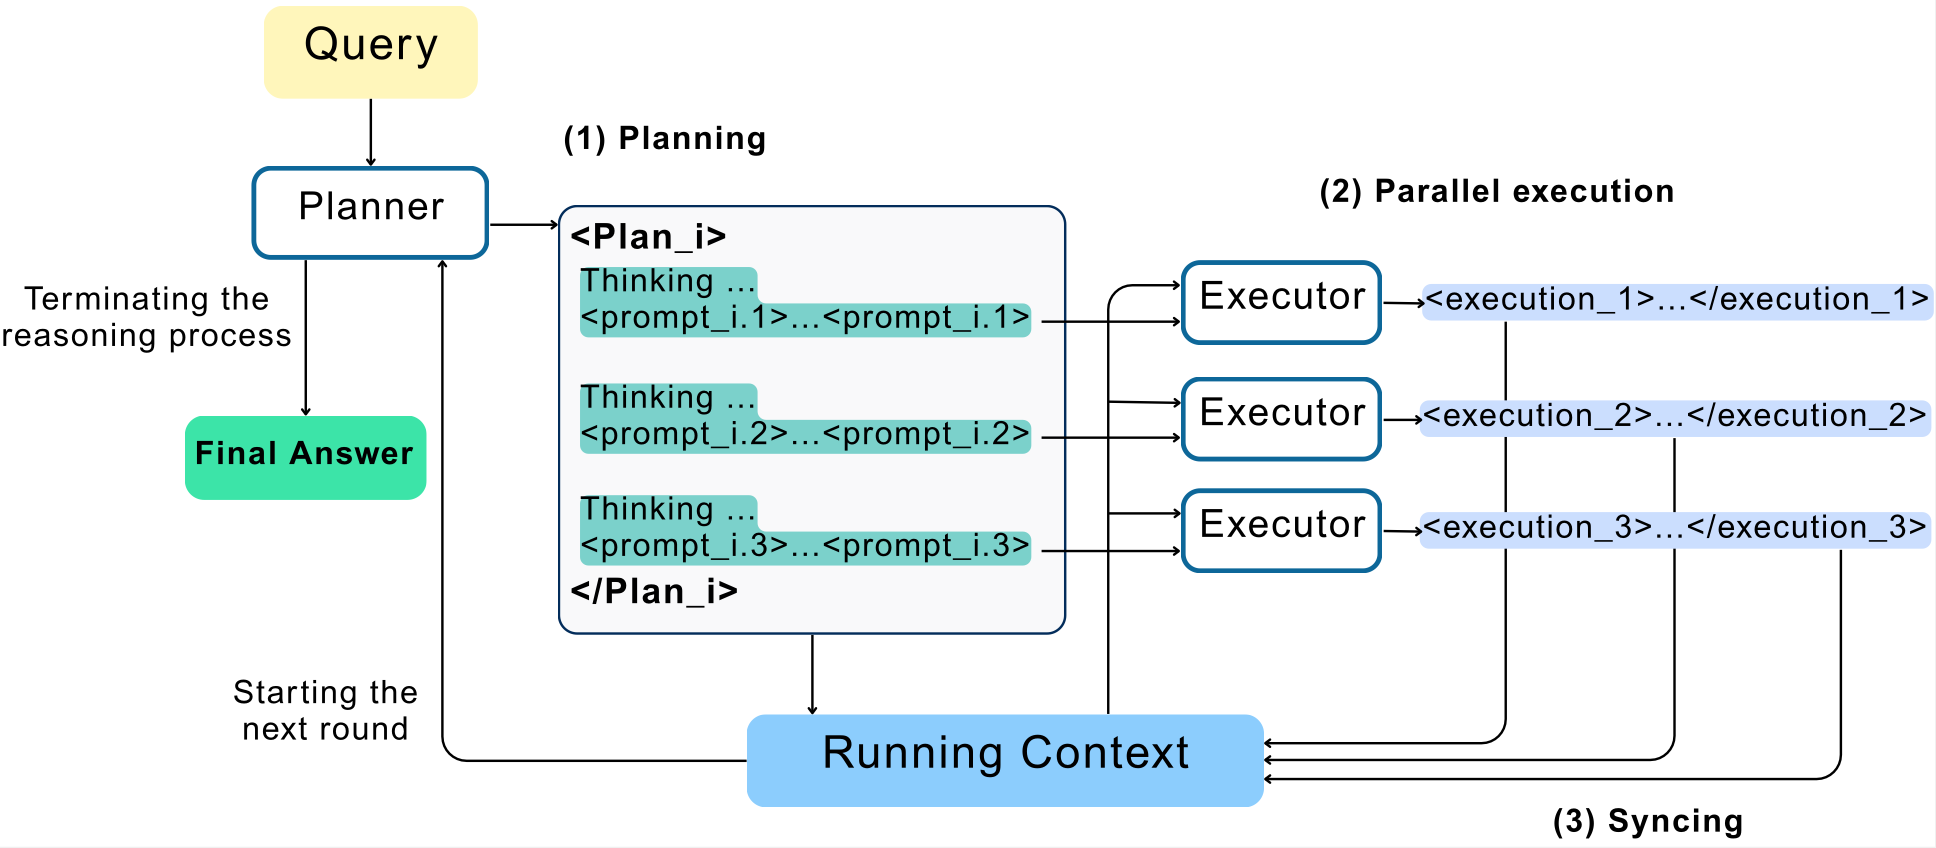 Query
(1) Planning
Planner
(2) Parallel execution
<Plan_i>
Thinking ...
<prompt_i.1>...<prompt_i.1>
Thinking ...
<prompt_i.2>...<prompt_i.2>
Thinking ...
<prompt_i.3>...<prompt_i.3>
</Plan_i>
Executor
<execution_1>...</execution_1>
Executor
<execution_2>...</execution_2>
Executor
<execution_3>...</execution_3>
Terminating the
reasoning process
Final Answer
Starting the
next round
Running Context
(3) Syncing